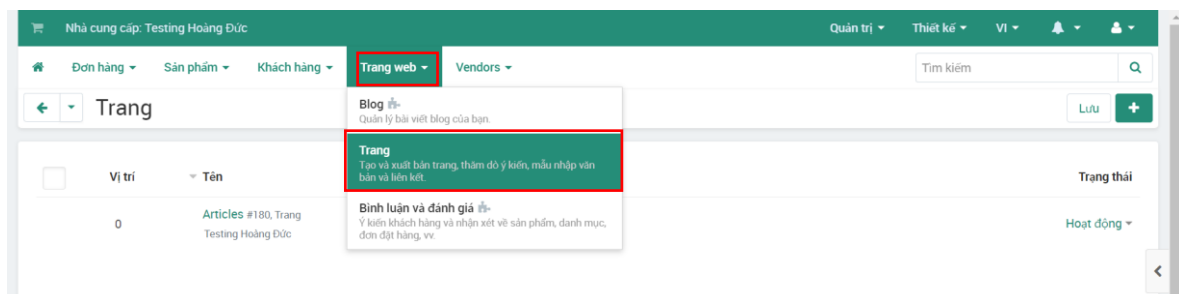 Nhà cung cấp: Testing Hoàng Đức Quản trị Thiết kế VI
Đơn hàng Sản phẩm Khách hàng Trang web Vendors Tìm kiếm
Trang Lưu
Blog
Quản lý bài viết blog của bạn.
Trang
Tạo và xuất bản trang, thăm dò ý kiến, mẫu nhập văn
bản và liên kết.
Vị trí Tên Trạng thái
Bình luận và đánh giá
Ý kiến khách hàng và nhận xét về sản phẩm, danh mục,
đơn đặt hàng, vv.
0 Articles #180, Trang Hoạt động
Testing Hoàng Đức